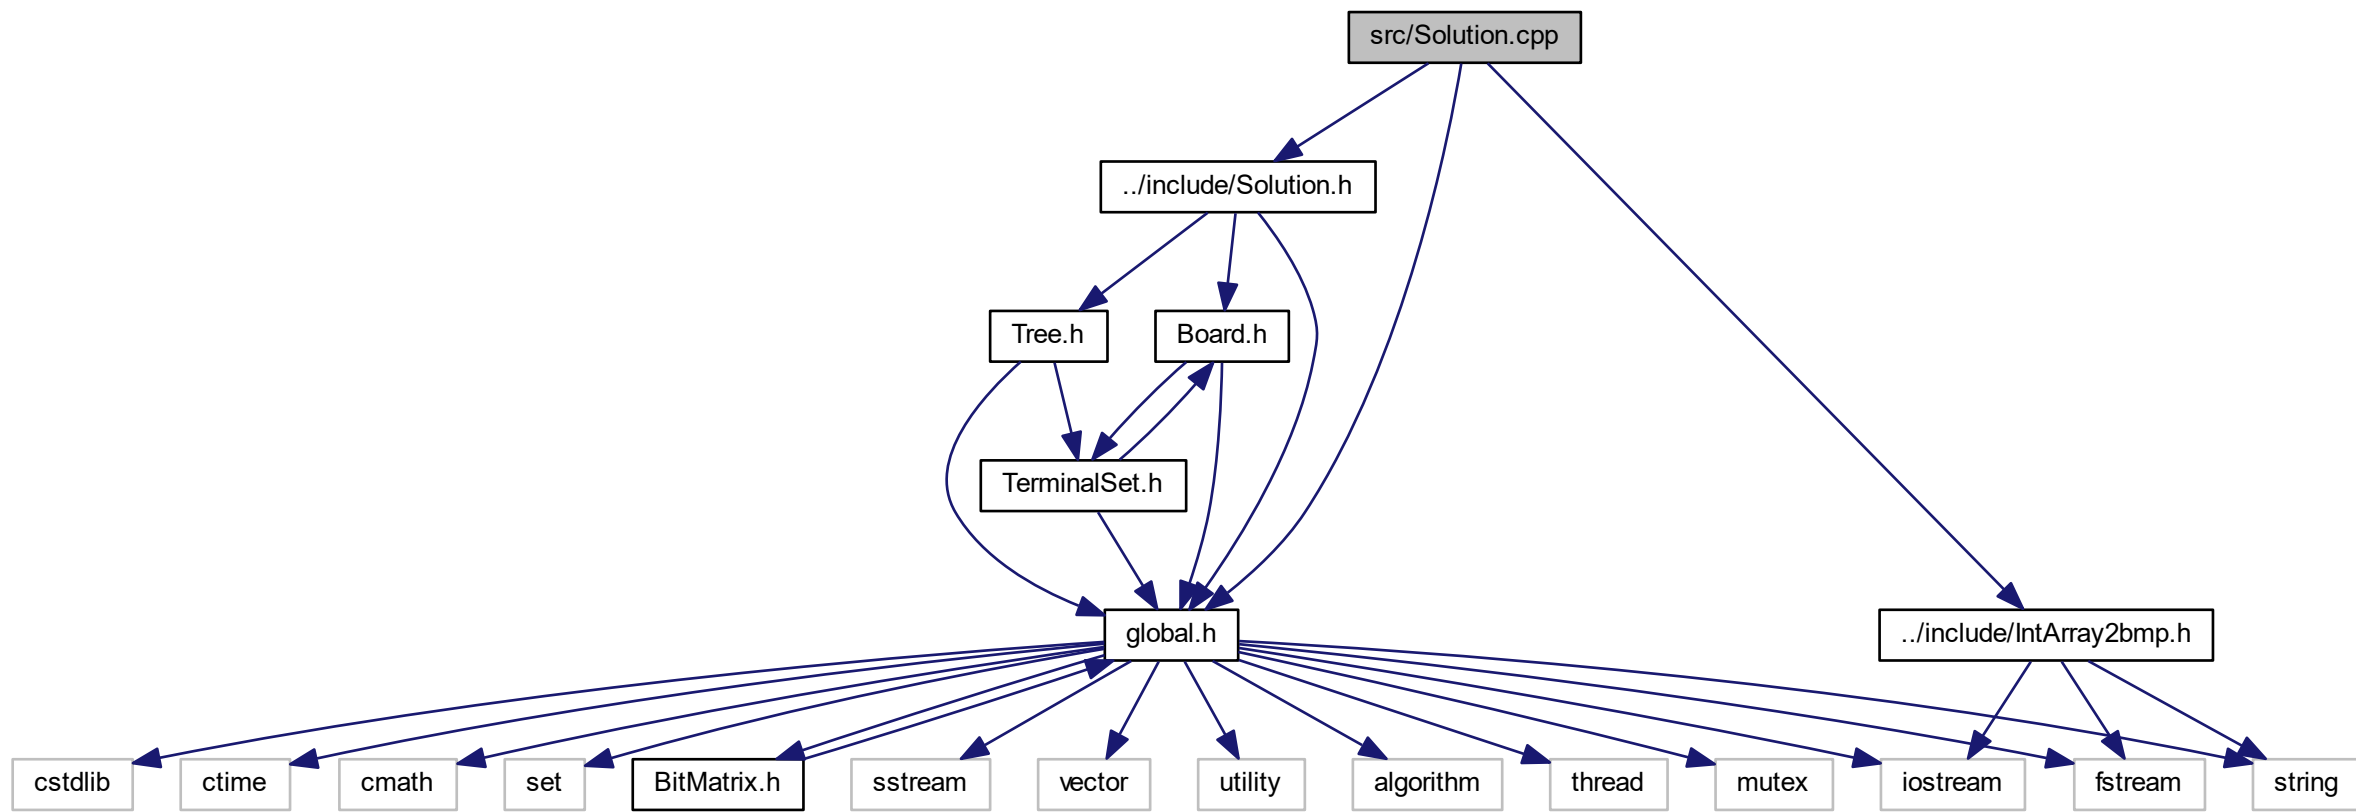 src/Solution.cpp
../include/Solution.h
Tree.h
Board.h
TerminalSet.h
global.h
../include/IntArray2bmp.h
cstdlib
ctime
cmath
set
BitMatrix.h
sstream
vector
utility
algorithm
thread
mutex
iostream
fstream
string